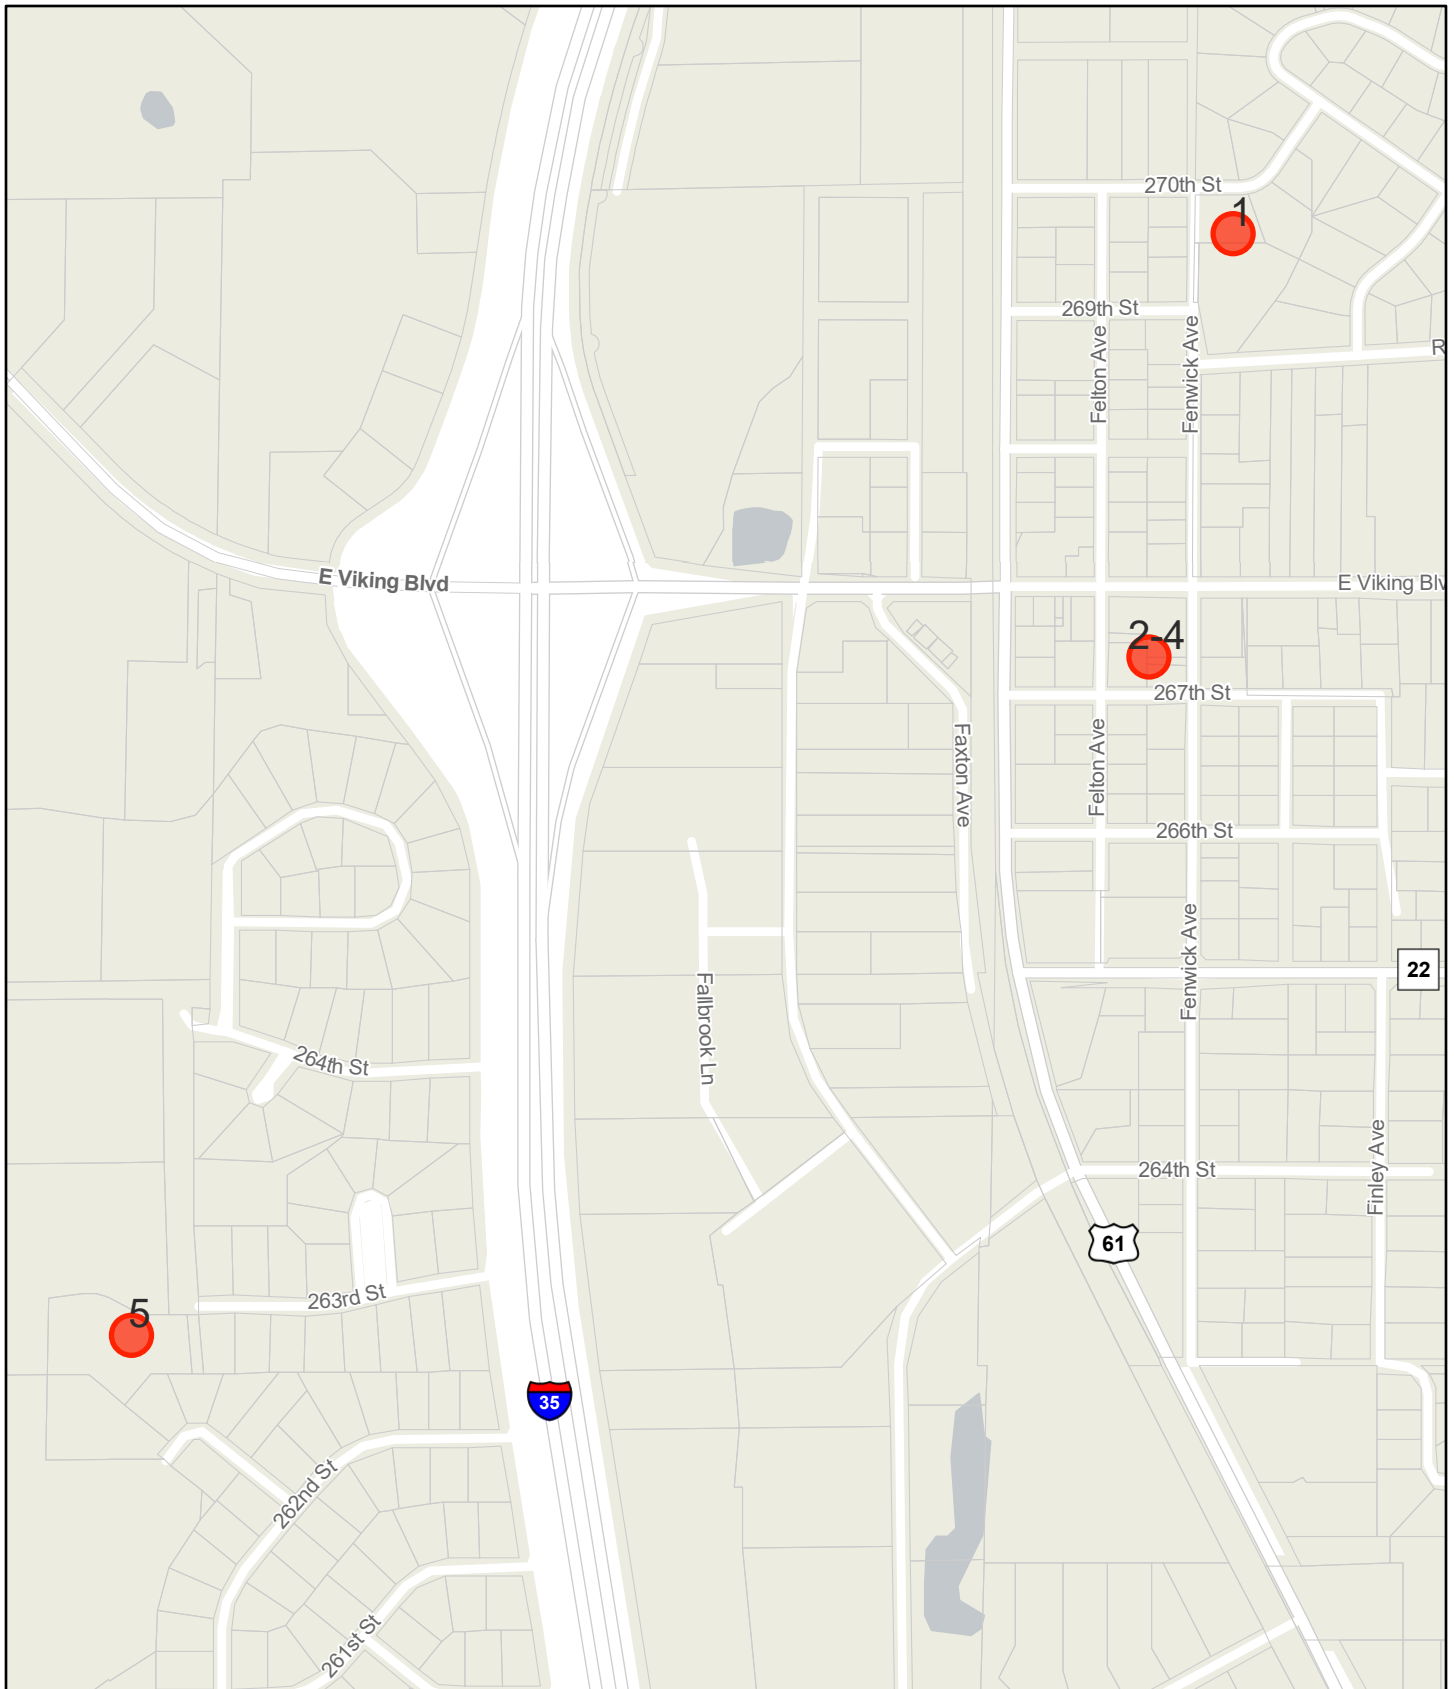 270th St
1
269th St
Felton Ave
Fenwick Ave
R
E Viking Blvd
E Viking Blv
2-4
267th St
Faxton Ave
Felton Ave
266th St
Fenwick Ave
22
Fallbrook Ln
264th St
Finley Ave
264th St
61
263rd St
5
35
262nd St
261st St